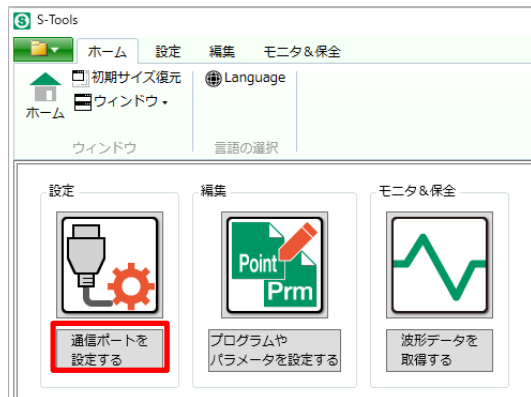 S
S-Tools
ホーム 設定 編集 モニタ&保全
初期サイズ復元
Language
ホーム
ウィンドウ
ウィンドウ
言語の選択
設定
編集
モニタ&保全
Point
Prm
通信ポートを
設定する
プログラムや
パラメータを設定する
波形データを
取得する